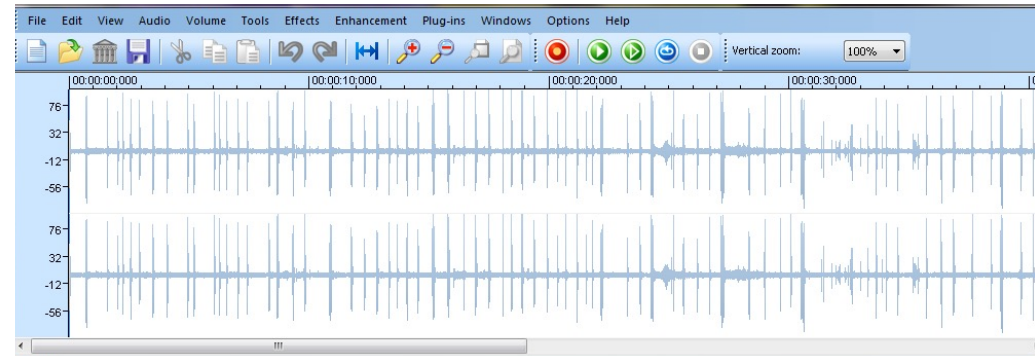 File Edit View Audio Volume Tools Effects Enhancement Plug-ins Windows Options Help
Vertical zoom: 100%
00:00:00:000 00:00:10:000 00:00:20:000 00:00:30:000
76
32
-12
-56
76
32
-12
-56